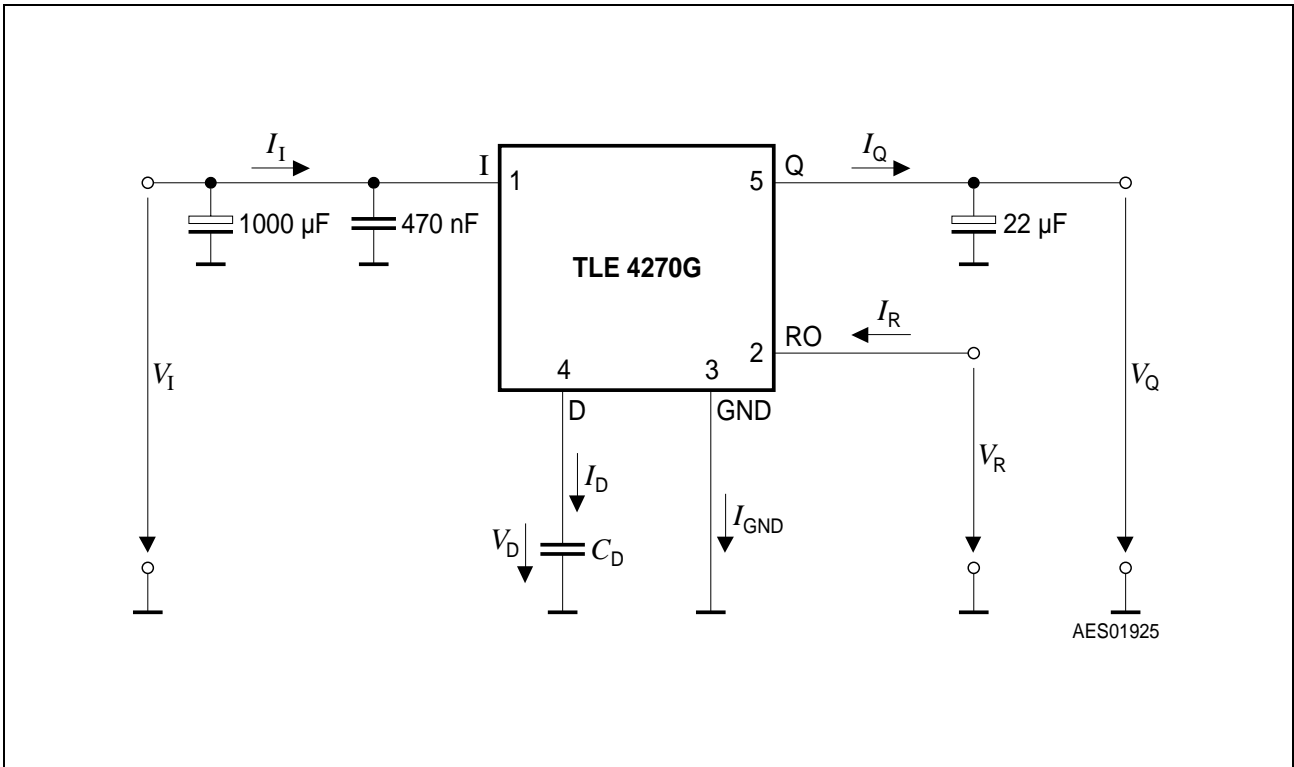 I_I
I_Q
I
1
5
Q
1000 µF
470 nF
22 µF
TLE 4270G
I_R
RO
2
V_I
4
3
V_Q
D
GND
V_R
I_D
I_GND
V_D
C_D
AES01925